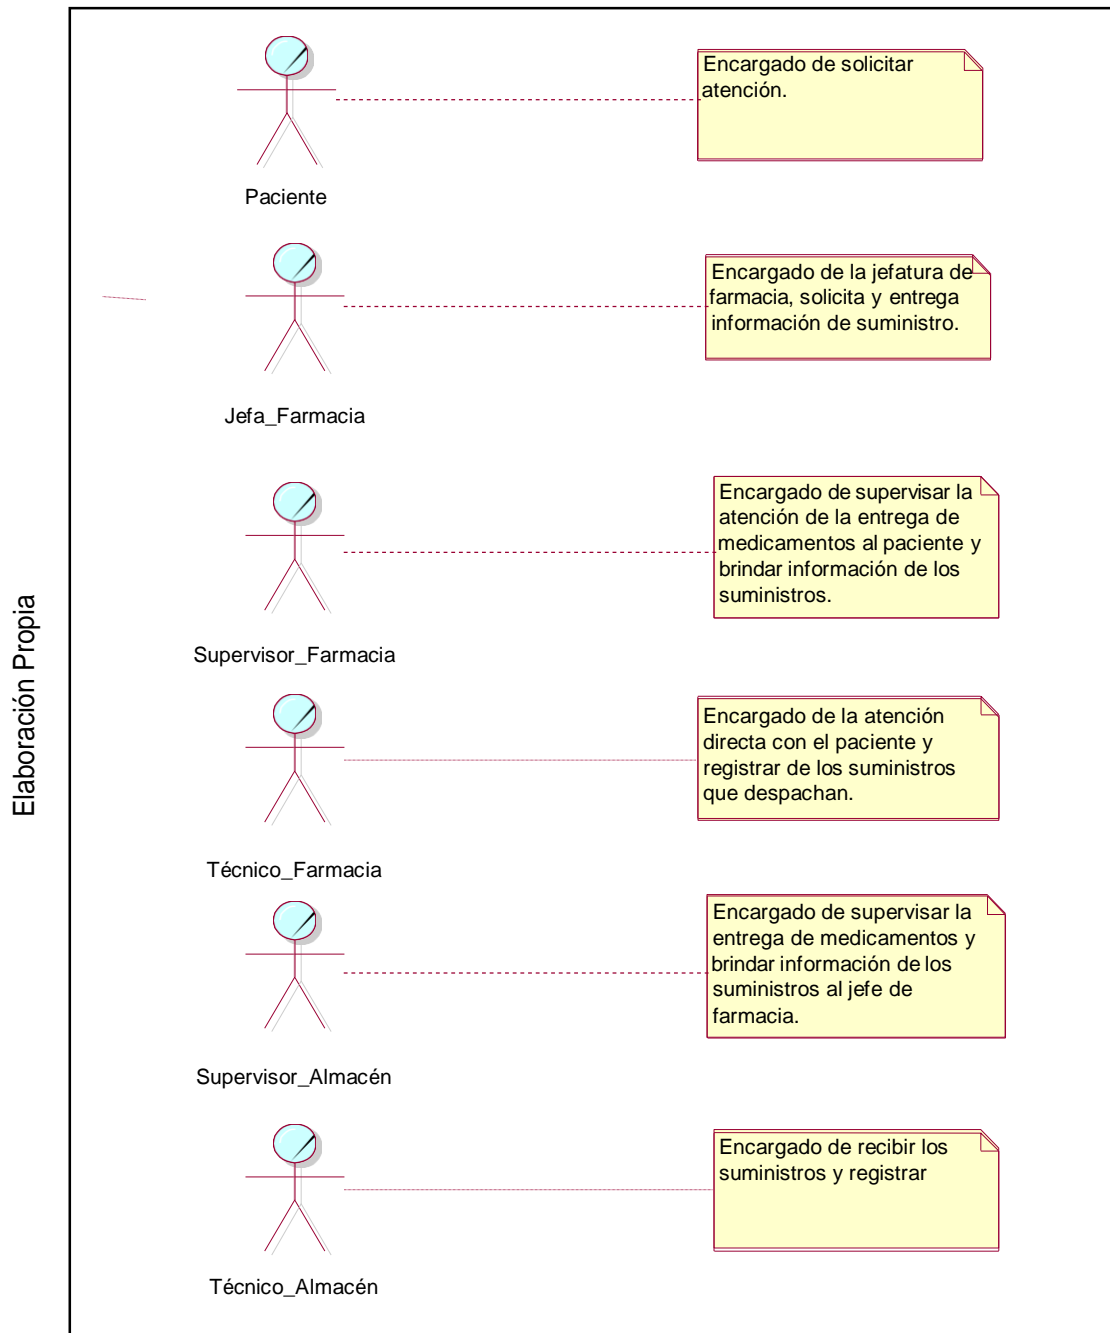 Elaboración Propia
Encargado de solicitar
atención.
Paciente
Encargado de la jefatura de
farmacia, solicita y entrega
información de suministro.
Jefa_Farmacia
Encargado de supervisar la
atención de la entrega de
medicamentos al paciente y
brindar información de los
suministros.
Supervisor_Farmacia
Encargado de la atención
directa con el paciente y
registrar de los suministros
que despachan.
Técnico_Farmacia
Encargado de supervisar la
entrega de medicamentos y
brindar información de los
suministros al jefe de
farmacia.
Supervisor_Almacén
Encargado de recibir los
suministros y registrar
Técnico_Almacén